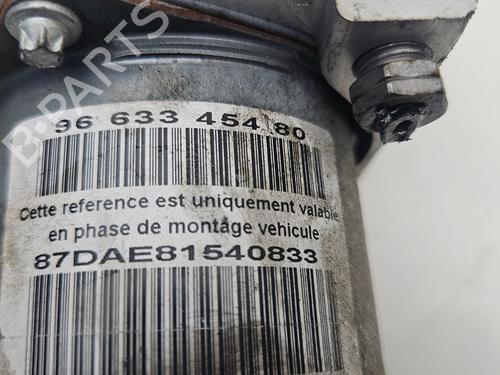 B-PARTS
96 633 454 80
Cette reference est uniquement valable
en phase de montage vehicule
87DAE81540833